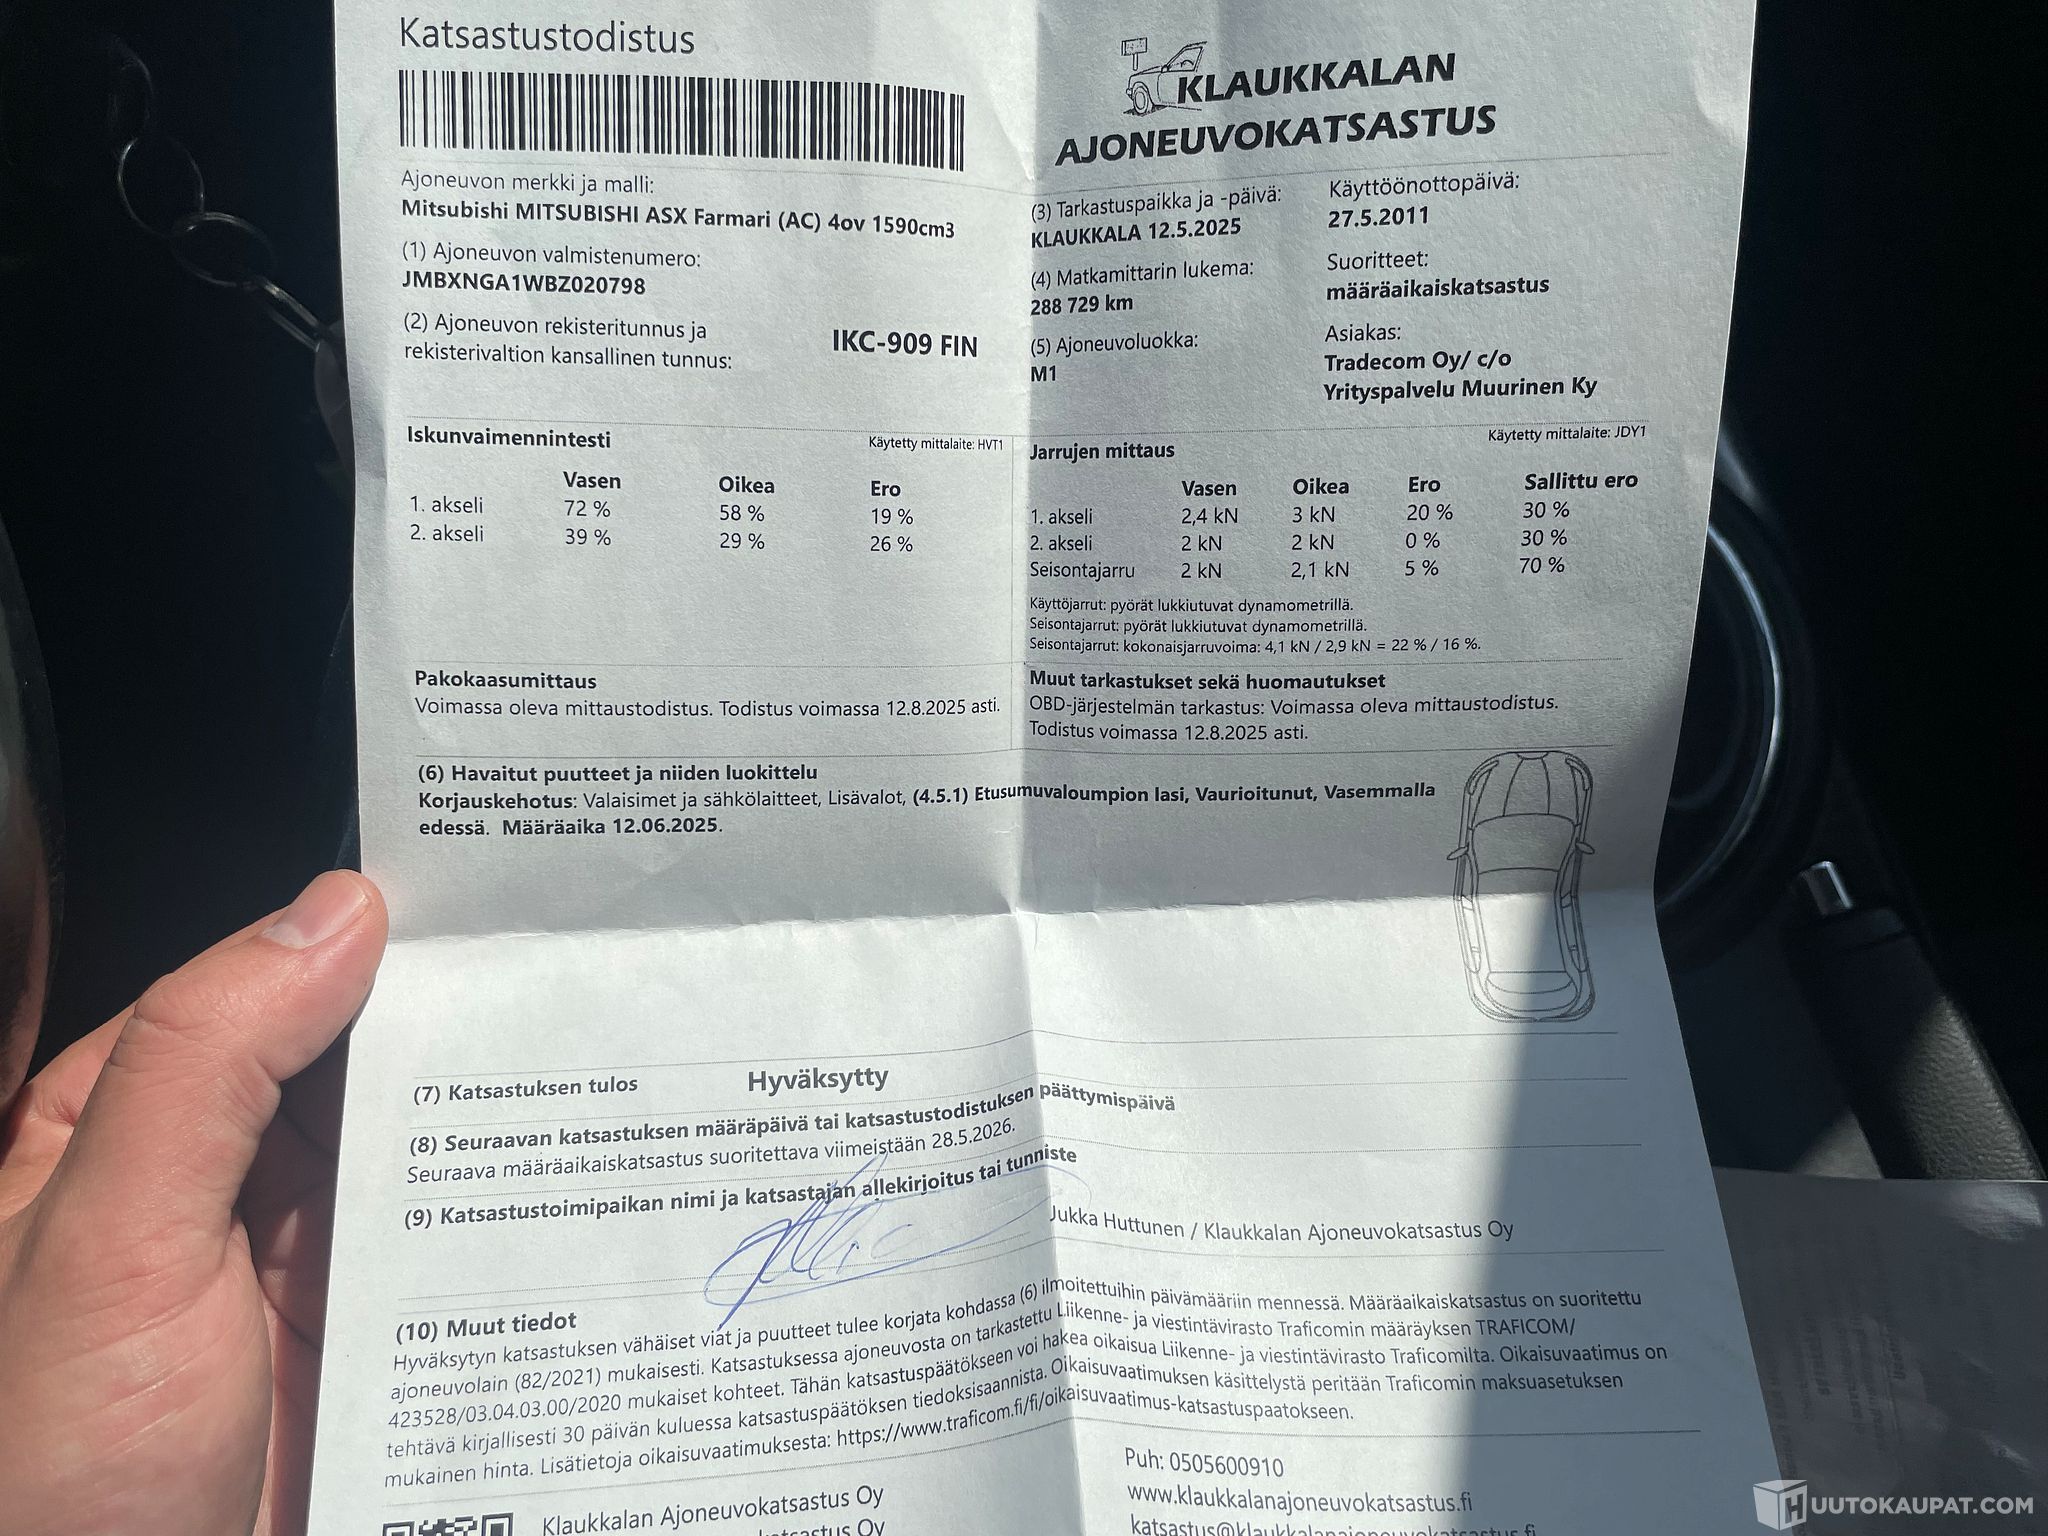 Katsastustodistus
KLAUKKALAN
AJONEUVOKATSASTUS
Ajoneuvon merkki ja malli:
Mitsubishi MITSUBISHI ASX Farmari (AC) 4ov 1590cm3
(1) Ajoneuvon valmistenumero:
JMBXNGA1WBZ020798
(2) Ajoneuvon rekisteritunnus ja
rekisterivaltion kansallinen tunnus:
IKC-909 FIN
(3) Tarkastuspaikka ja -päivä:
KLAUKKALA 12.5.2025
(4) Matkamittarin lukema:
288 729 km
(5) Ajoneuvoluokka:
M1
Käyttöönottopäivä:
27.5.2011
Suoritteet:
määräaikaiskatsastus
Asiakas:
Tradecom Oy/ c/o
Yrityspalvelu Muurinen Ky
Iskunvaimennintesti Käytetty mittalaite: HVT1
Vasen Oikea Ero
1. akseli 72 % 58 % 19 %
2. akseli 39 % 29 % 26 %
Jarrujen mittaus Käytetty mittalaite: JDY1
Vasen Oikea Ero Sallittu ero
1. akseli 2,4 kN 3 kN 20 % 30 %
2. akseli 2 kN 2 kN 0 % 30 %
Seisontajarru 2 kN 2,1 kN 5 % 70 %
Käyttöjarrut: pyörät lukkiutuvat dynamometrillä.
Seisontajarrut: pyörät lukkiutuvat dynamometrillä.
Seisontajarrut: kokonaisjarruvoima: 4,1 kN / 2,9 kN = 22 % / 16 %.
Pakokaasumittaus
Voimassa oleva mittaustodistus. Todistus voimassa 12.8.2025 asti.
Muut tarkastukset sekä huomautukset
OBD-järjestelmän tarkastus: Voimassa oleva mittaustodistus.
Todistus voimassa 12.8.2025 asti.
(6) Havaitut puutteet ja niiden luokittelu
Korjauskehotus: Valaisimet ja sähkölaitteet, Lisävalot, (4.5.1) Etusumuvaloumpion lasi, Vaurioitunut, Vasemmalla
edessä. Määräaika 12.06.2025.
(7) Katsastuksen tulos Hyväksytty
(8) Seuraavan katsastuksen määräpäivä tai katsastustodistuksen päättymispäivä
Seuraava määräaikaiskatsastus suoritettava viimeistään 28.5.2026.
(9) Katsastustoimipaikan nimi ja katsastajan allekirjoitus tai tunniste
Jukka Huttunen / Klaukkalan Ajoneuvokatsastus Oy
(10) Muut tiedot
Hyväksytyn katsastuksen vähäiset viat ja puutteet tulee korjata kohdassa (6) ilmoitettuihin päivämääriin mennessä. Määräaikaiskatsastus on suoritettu
ajoneuvolain (82/2021) mukaisesti. Katsastuksessa ajoneuvosta on tarkastettu Liikenne- ja viestintävirasto Traficomin määräyksen TRAFICOM/
423528/03.04.03.00/2020 mukaiset kohteet. Tähän katsastuspäätökseen voi hakea oikaisua Liikenne- ja viestintävirasto Traficomilta. Oikaisuvaatimus on
tehtävä kirjallisesti 30 päivän kuluessa katsastuspäätöksen tiedoksisaannista. Oikaisuvaatimuksen käsittelystä peritään Traficomin maksuasetuksen
mukainen hinta. Lisätietoja oikaisuvaatimuksesta: https://www.traficom.fi/fi/oikaisuvaatimus-katsastuspaatokseen.
Klaukkalan Ajoneuvokatsastus Oy
Puh: 0505600910
www.klaukkalanajoneuvokatsastus.fi
katsastus@klaukkalanajoneuvokatsastus.fi
HUUTOKAUPAT.COM